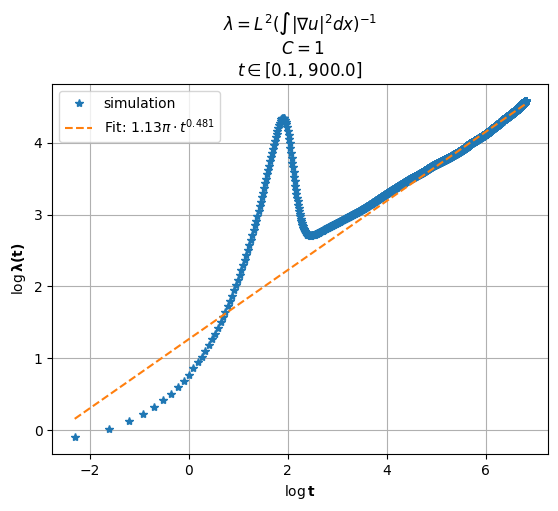 λ = L²(∫|∇u|²dx)⁻¹
C = 1
t ∈ [0.1, 900.0]
simulation
Fit: 1.13π · t^0.481
log λ(t)
4
3
2
1
0
−2
0
2
4
6
log t